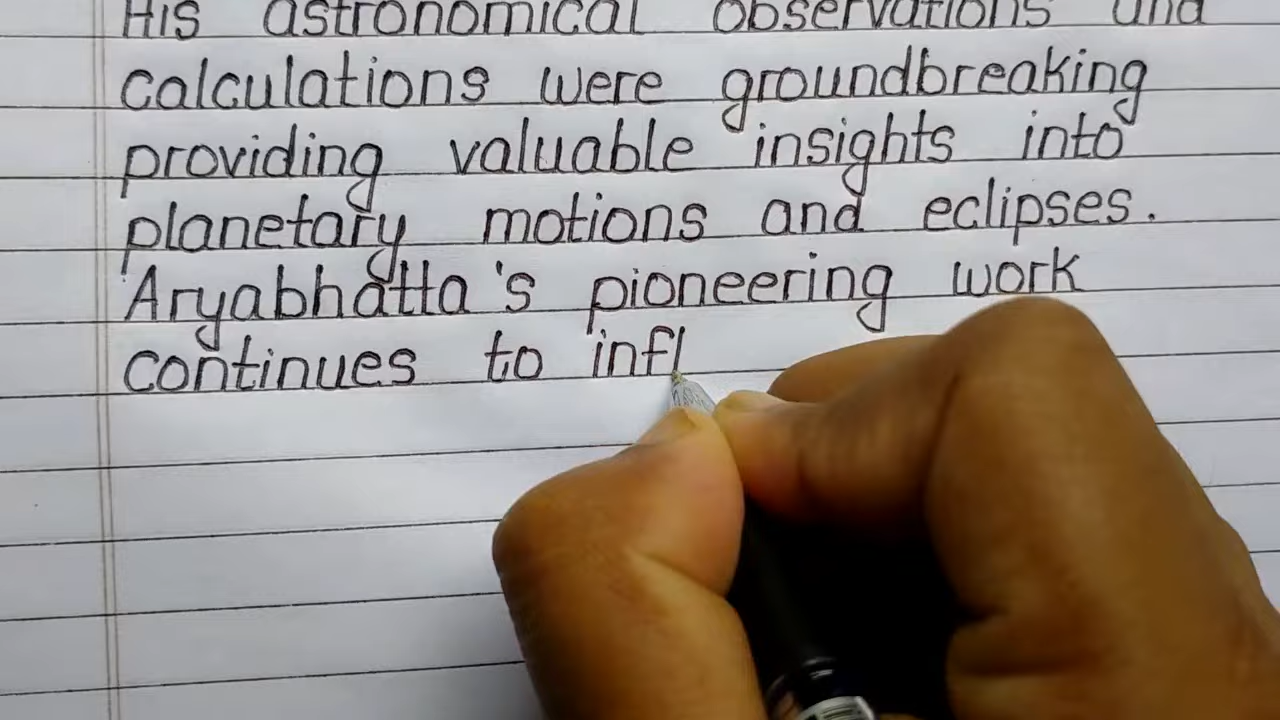 His astronomical observations and
calculations were groundbreaking
providing valuable insights into
planetary motions and eclipses.
Aryabhatta's pioneering work
continues to infl